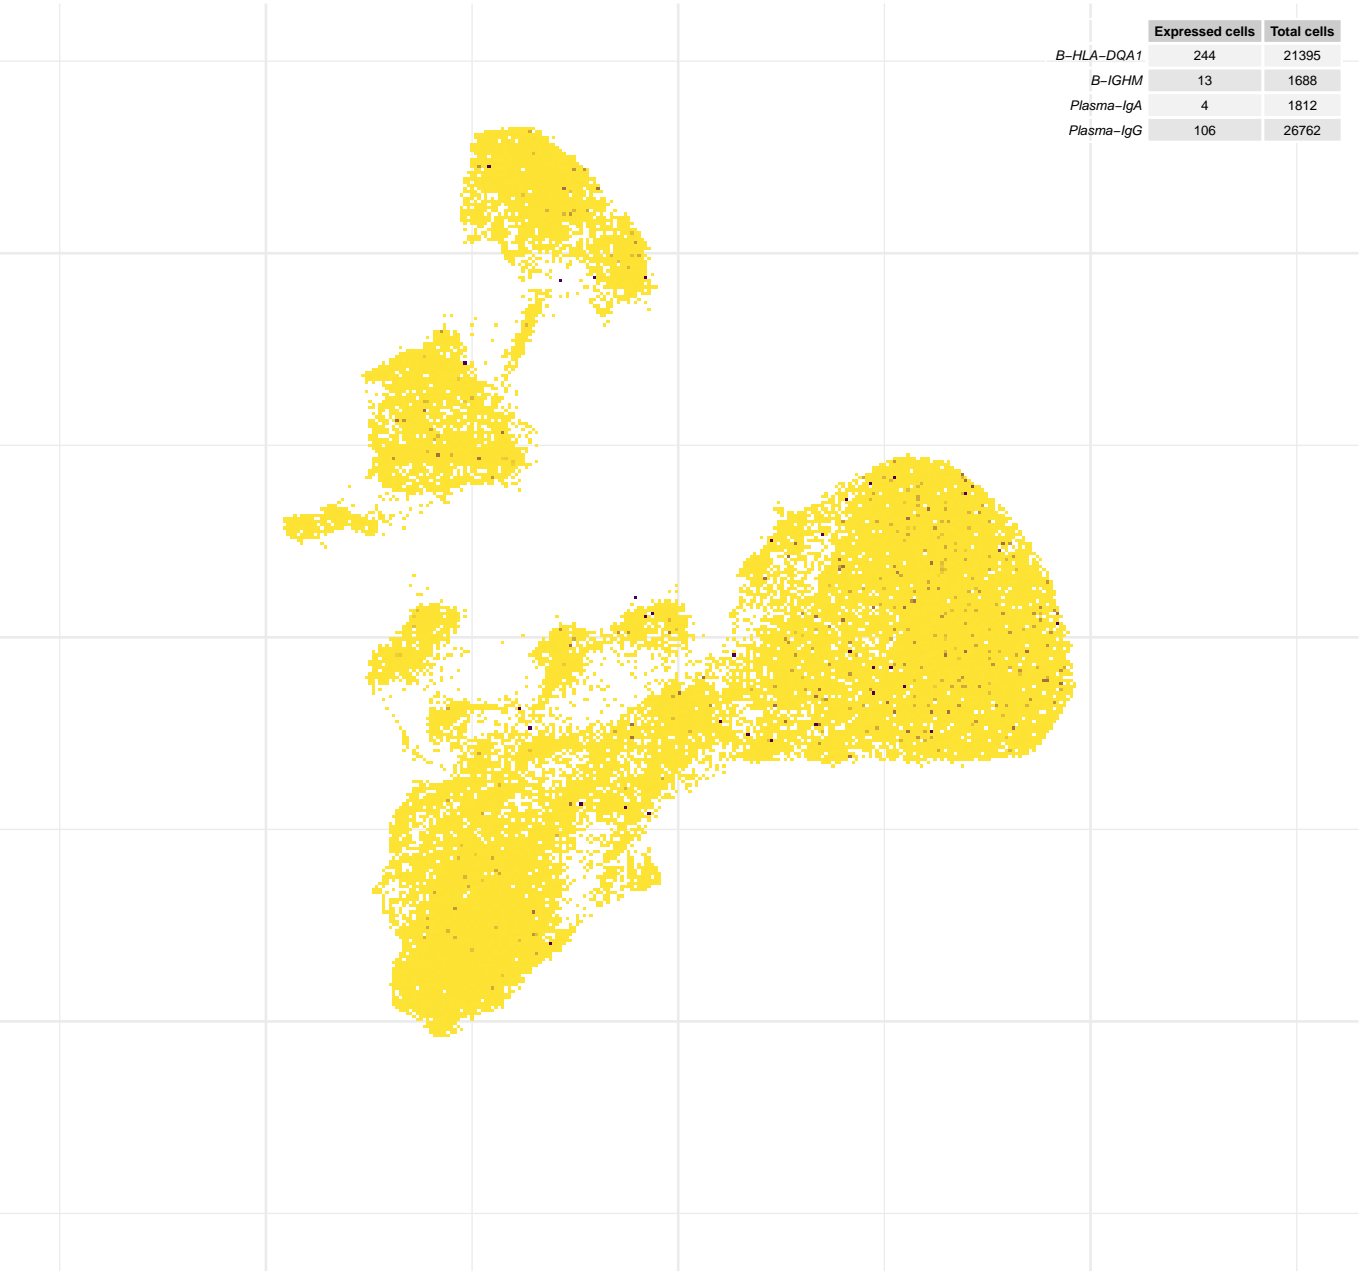 Expressed cells Total cells
B−HLA−DQA1 244 21395
B−IGHM 13 1688
Plasma−IgA 4 1812
Plasma−IgG 106 26762